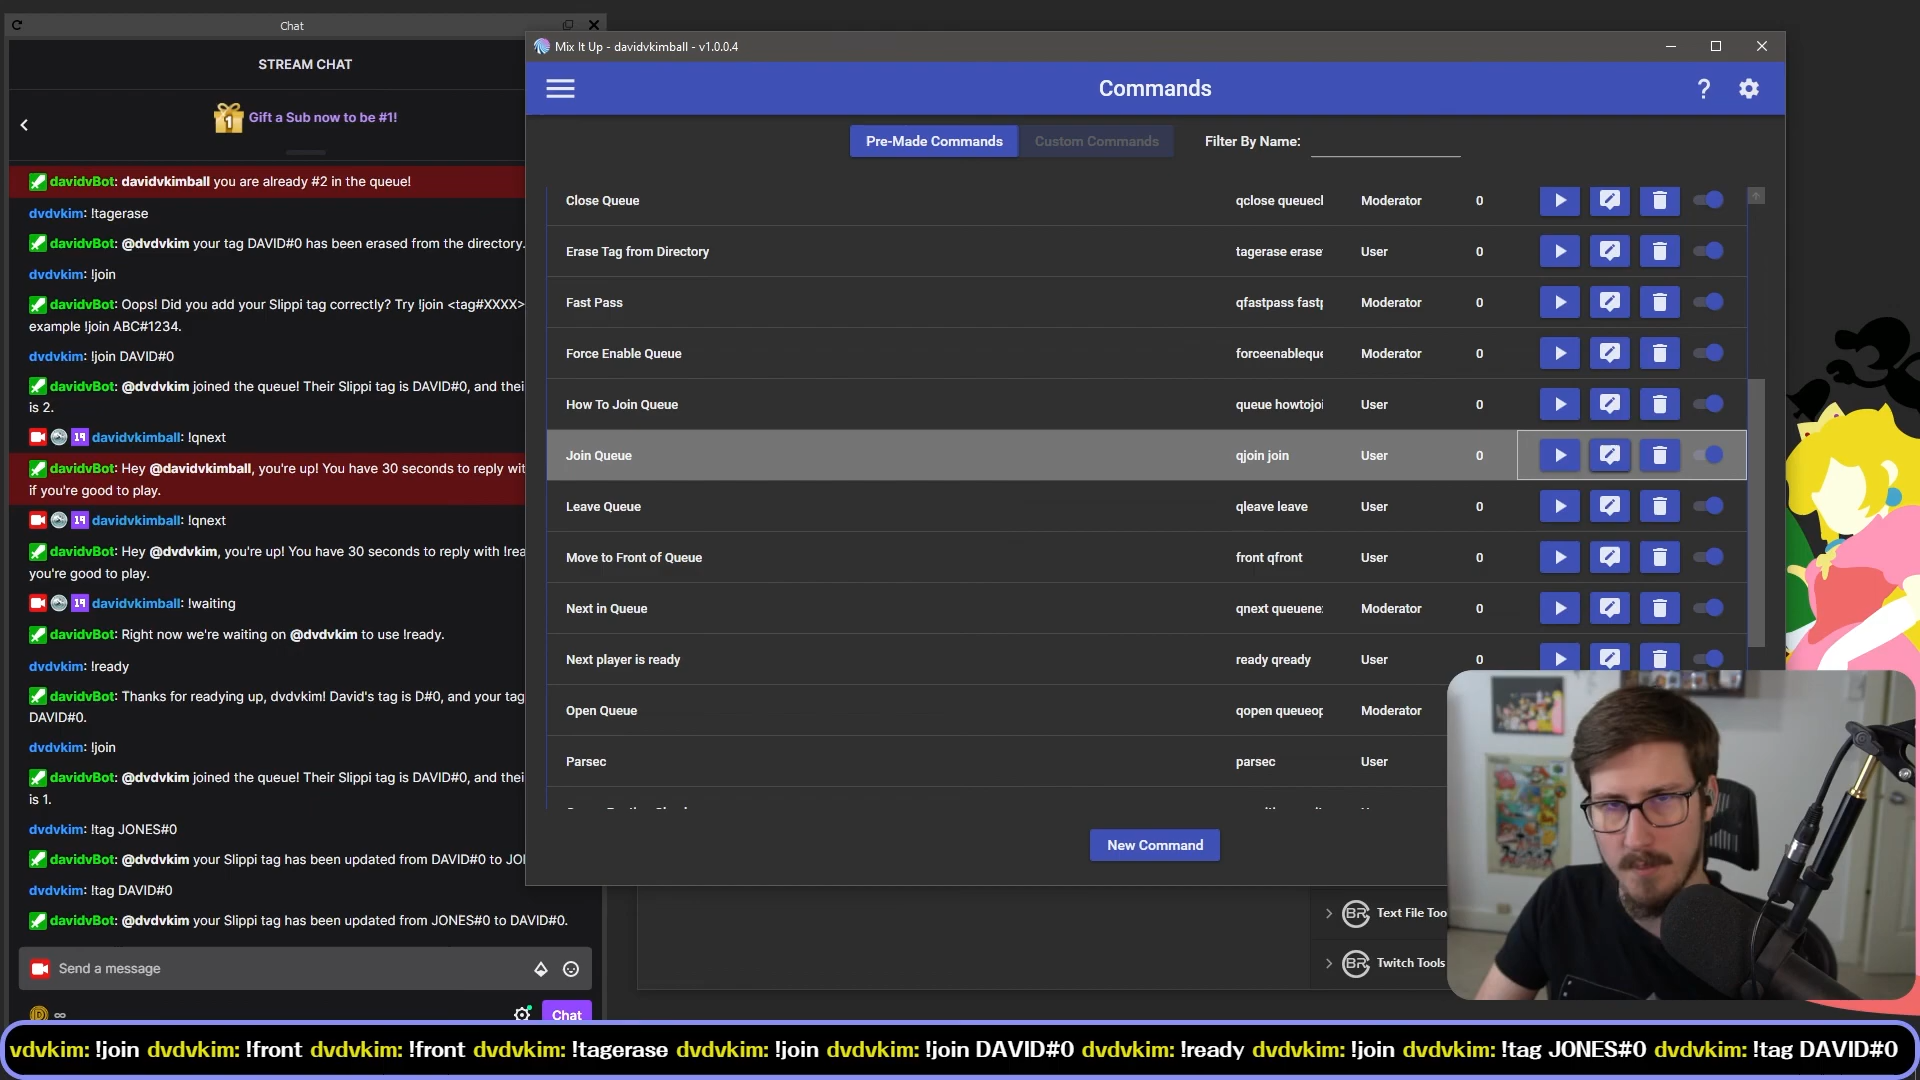 Chat
STREAM CHAT
1
Gift a Sub now to be #1!
davidvBot: davidvkimball you are already #2 in the queue!
dvdvkim: !tagerase
davidvBot: @dvdvkim your tag DAVID#0 has been erased from the directory.
dvdvkim: !join
davidvBot: Oops! Did you add your Slippi tag correctly? Try !join <tag#XXXX>
example !join ABC#1234.
dvdvkim: !join DAVID#0
davidvBot: @dvdvkim joined the queue! Their Slippi tag is DAVID#0, and thei
is 2.
19 davidvkimball: !qnext
davidvBot: Hey @davidvkimball, you're up! You have 30 seconds to reply wit
if you're good to play.
19 davidvkimball: !qnext
davidvBot: Hey @dvdvkim, you're up! You have 30 seconds to reply with !rea
you're good to play.
19 davidvkimball: !waiting
davidvBot: Right now we're waiting on @dvdvkim to use !ready.
dvdvkim: !ready
davidvBot: Thanks for readying up, dvdvkim! David's tag is D#0, and your tag
DAVID#0.
dvdvkim: !join
davidvBot: @dvdvkim joined the queue! Their Slippi tag is DAVID#0, and thei
is 1.
dvdvkim: !tag JONES#0
davidvBot: @dvdvkim your Slippi tag has been updated from DAVID#0 to JO
dvdvkim: !tag DAVID#0
davidvBot: @dvdvkim your Slippi tag has been updated from JONES#0 to DAVID#0.
Send a message
∞
Chat
Mix It Up - davidvkimball - v1.0.0.4
Commands
?
Pre-Made Commands
Custom Commands
Filter By Name:
Close Queue qclose queuecl Moderator 0
Erase Tag from Directory tagerase erase User 0
Fast Pass qfastpass fastp Moderator 0
Force Enable Queue forceenableque Moderator 0
How To Join Queue queue howtojoi User 0
Join Queue qjoin join User 0
Leave Queue qleave leave User 0
Move to Front of Queue front qfront User 0
Next in Queue qnext queuene Moderator 0
Next player is ready ready qready User 0
Open Queue qopen queueop Moderator
Parsec parsec User
New Command
BR Text File Too
BR Twitch Tools
vdvkim: !join dvdvkim: !front dvdvkim: !front dvdvkim: !tagerase dvdvkim: !join dvdvkim: !join DAVID#0 dvdvkim: !ready dvdvkim: !join dvdvkim: !tag JONES#0 dvdvkim: !tag DAVID#0